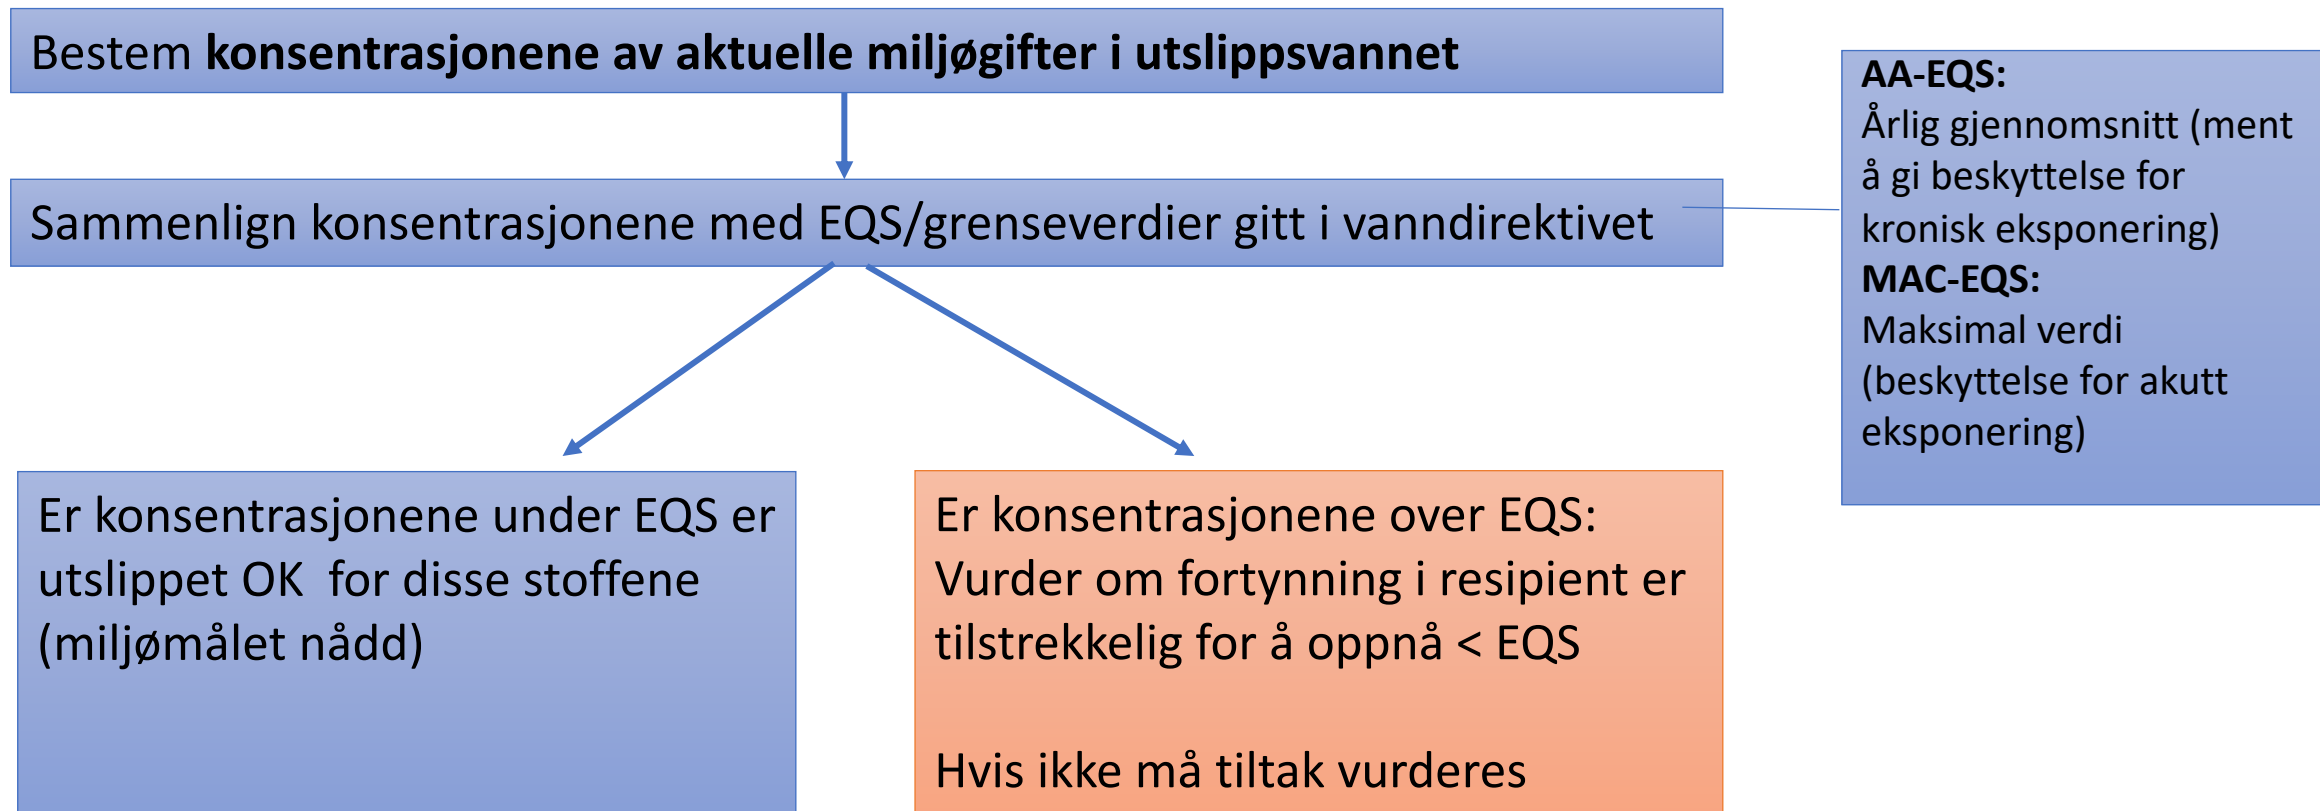 Bestem konsentrasjonene av aktuelle miljøgifter i utslippsvannet
Sammenlign konsentrasjonene med EQS/grenseverdier gitt i vanndirektivet
AA-EQS:
Årlig gjennomsnitt (ment
å gi beskyttelse for
kronisk eksponering)
MAC-EQS:
Maksimal verdi
(beskyttelse for akutt
eksponering)
Er konsentrasjonene under EQS er
utslippet OK  for disse stoffene
(miljømålet nådd)
Er konsentrasjonene over EQS:
Vurder om fortynning i resipient er
tilstrekkelig for å oppnå < EQS
Hvis ikke må tiltak vurderes